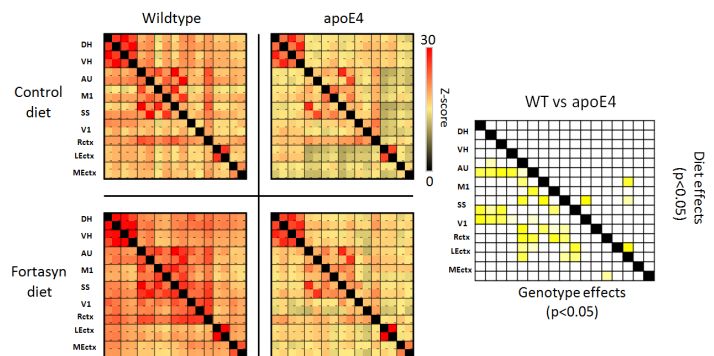 Wildtype
apoE4
Control
diet
DH
VH
AU
M1
SS
V1
Rctx
LEctx
MEctx
30
Z-score
0
Fortasyn
diet
DH
VH
AU
M1
SS
V1
Rctx
LEctx
MEctx
WT vs apoE4
DH
VH
AU
M1
SS
V1
Rctx
LEctx
MEctx
Diet effects
(p<0.05)
Genotype effects
(p<0.05)